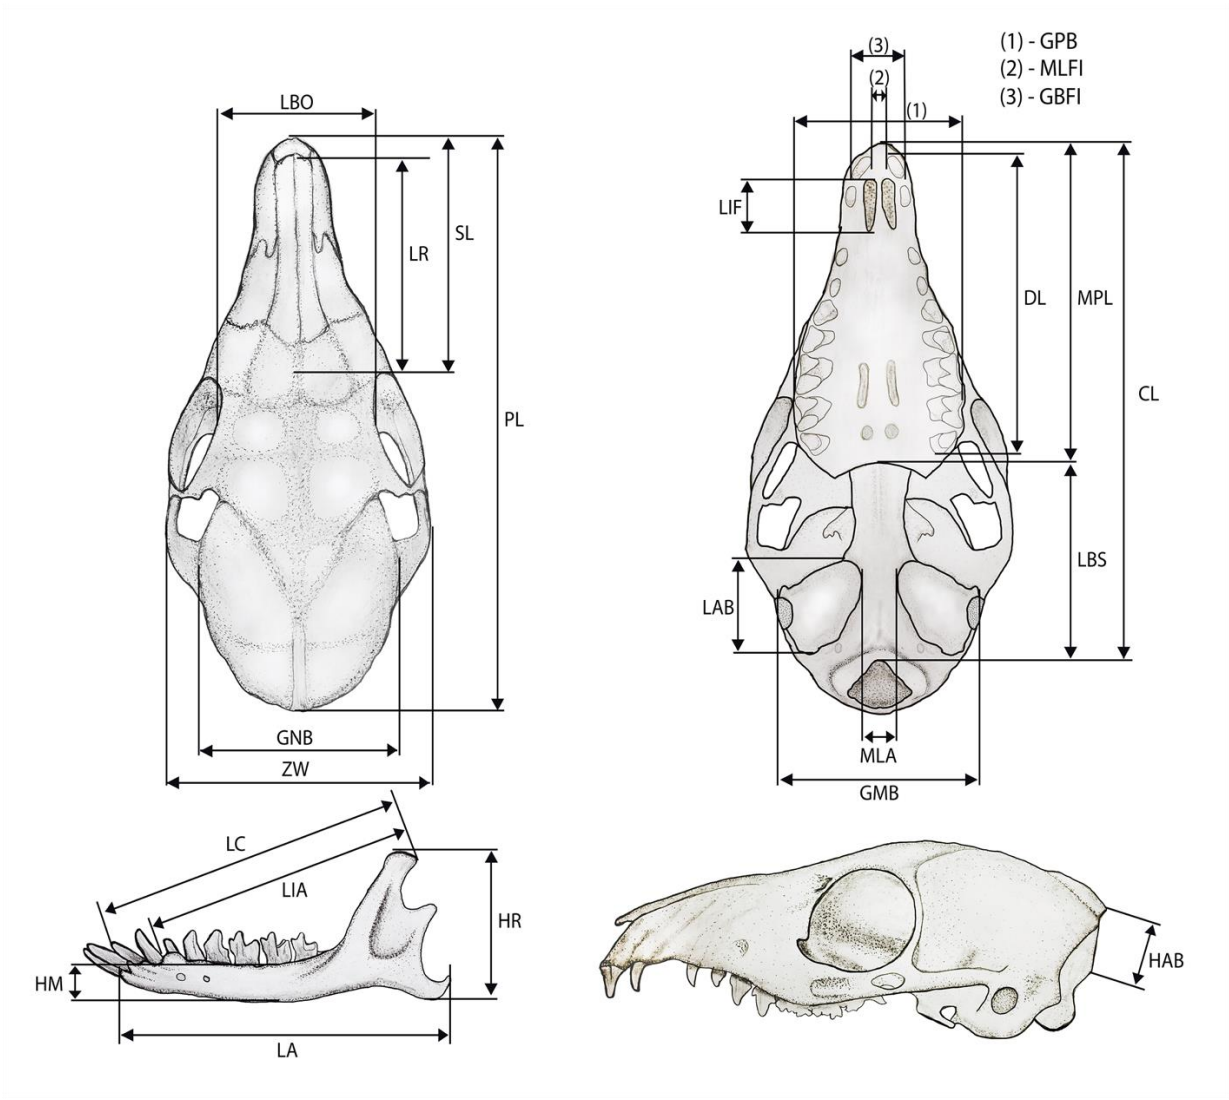 LBO
SL
LR
PL
GNB
ZW
(3)
(2)
(1)
(1) - GPB
(2) - MLFI
(3) - GBFI
LIF
DL
MPL
CL
LBS
LAB
MLA
GMB
LC
LIA
HR
HM
LA
HAB